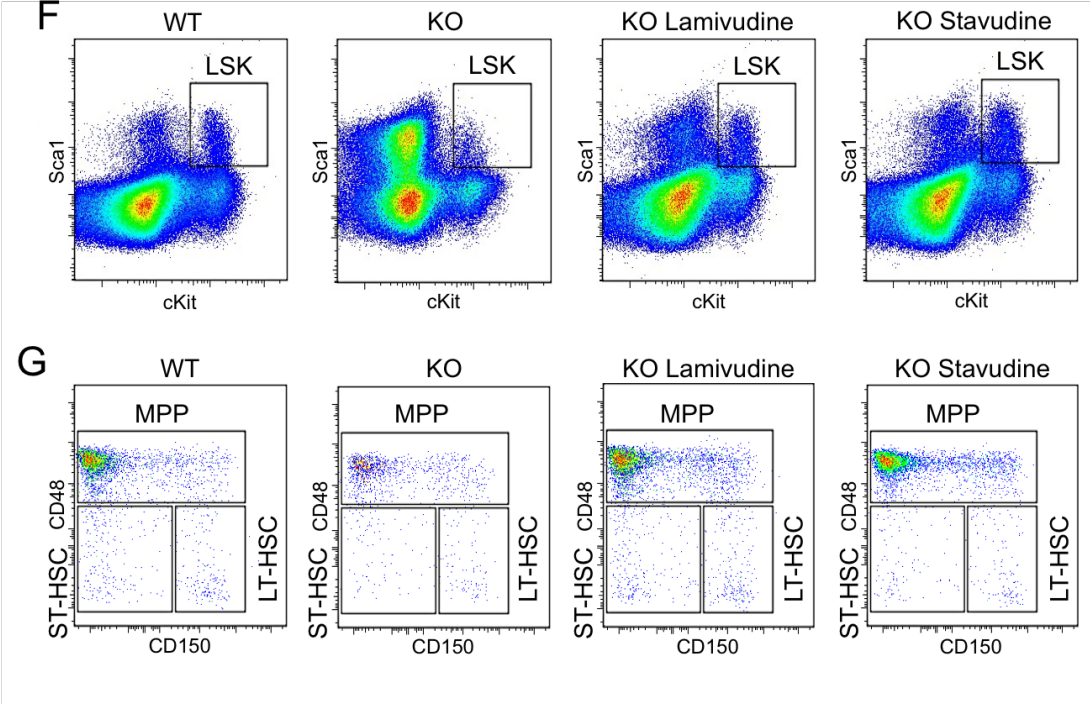 F
WT
KO
KO Lamivudine
KO Stavudine
LSK
LSK
LSK
LSK
Sca1
Sca1
Sca1
Sca1
cKit
cKit
cKit
cKit
G
WT
KO
KO Lamivudine
KO Stavudine
MPP
MPP
MPP
MPP
CD48
CD48
CD48
CD48
ST-HSC
LT-HSC
ST-HSC
LT-HSC
ST-HSC
LT-HSC
ST-HSC
LT-HSC
CD150
CD150
CD150
CD150